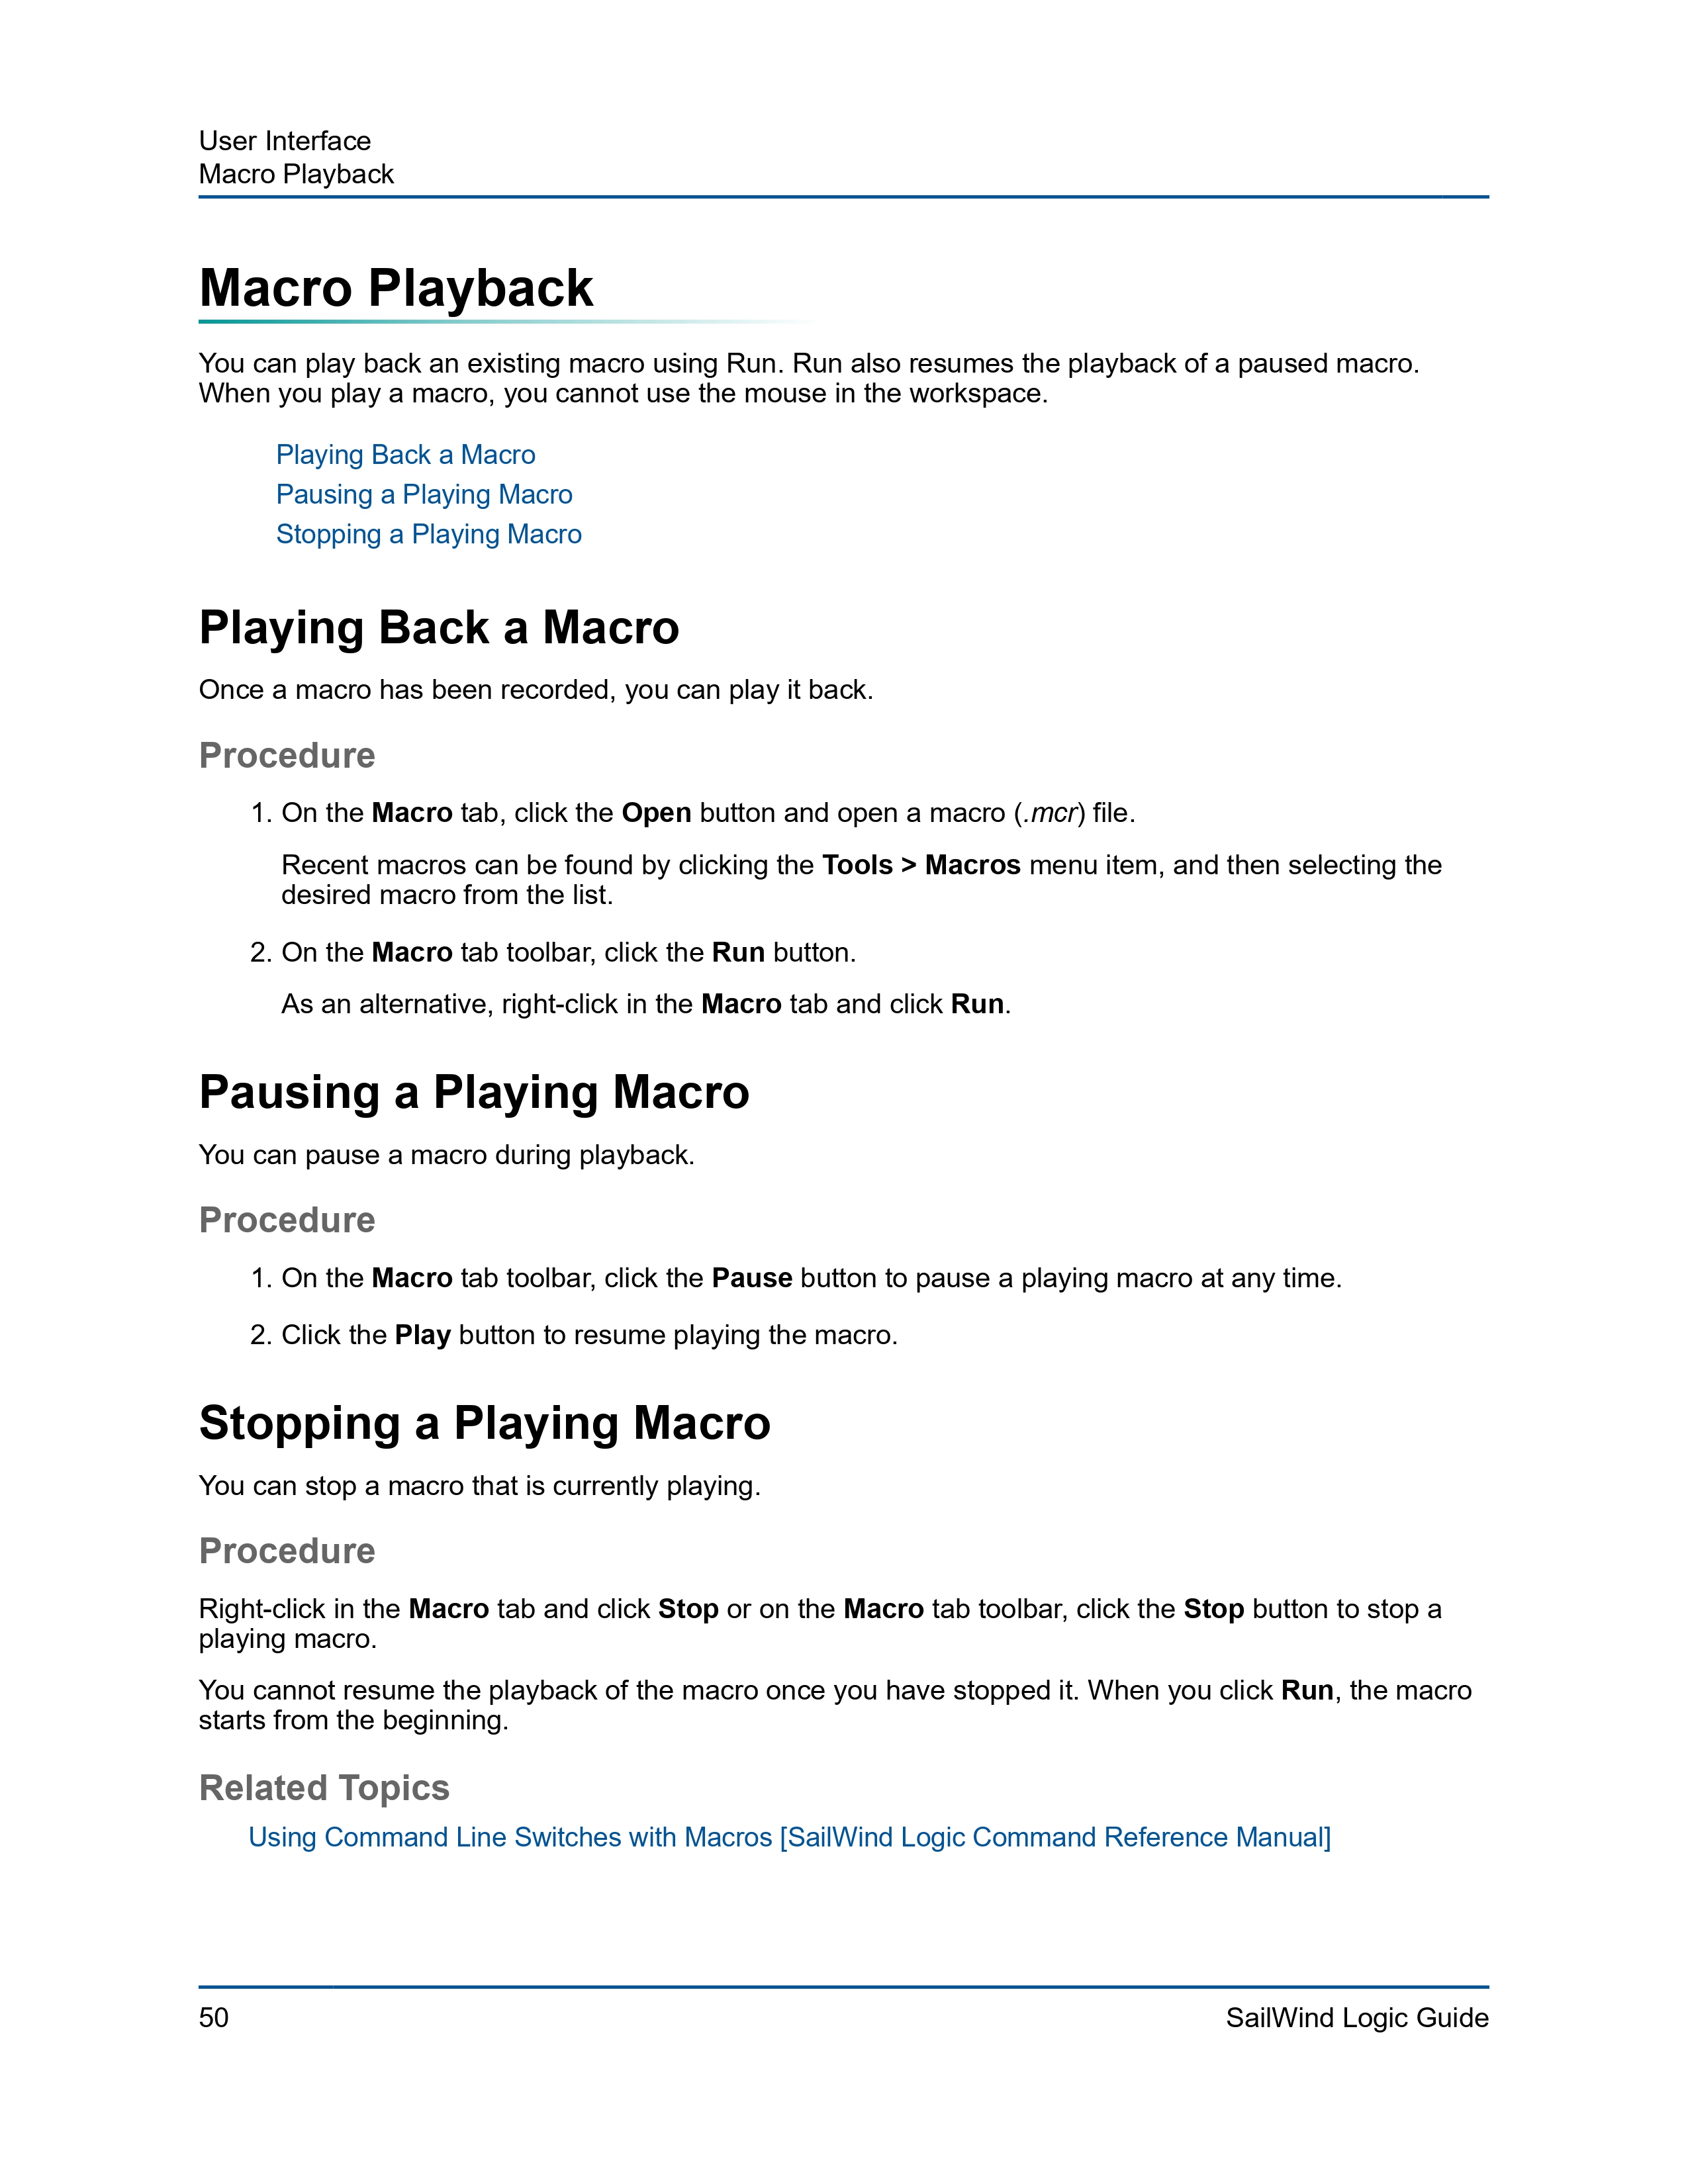 User Interface
Macro Playback
Macro Playback
You can play back an existing macro using Run. Run also resumes the playback of a paused macro.
When you play a macro, you cannot use the mouse in the workspace.
Playing Back a Macro
Pausing a Playing Macro
Stopping a Playing Macro
Playing Back a Macro
Once a macro has been recorded, you can play it back.
Procedure
1. On the Macro tab, click the Open button and open a macro (.mcr) file.
Recent macros can be found by clicking the Tools > Macros menu item, and then selecting the
desired macro from the list.
2. On the Macro tab toolbar, click the Run button.
As an alternative, right-click in the Macro tab and click Run.
Pausing a Playing Macro
You can pause a macro during playback.
Procedure
1. On the Macro tab toolbar, click the Pause button to pause a playing macro at any time.
2. Click the Play button to resume playing the macro.
Stopping a Playing Macro
You can stop a macro that is currently playing.
Procedure
Right-click in the Macro tab and click Stop or on the Macro tab toolbar, click the Stop button to stop a
playing macro.
You cannot resume the playback of the macro once you have stopped it. When you click Run, the macro
starts from the beginning.
Related Topics
Using Command Line Switches with Macros [SailWind Logic Command Reference Manual]
50
SailWind Logic Guide